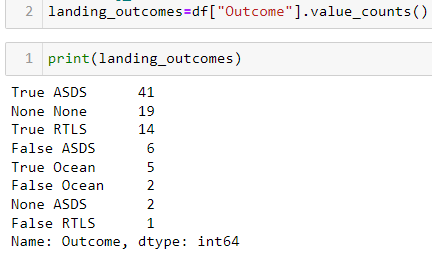 2 landing_outcomes=df["Outcome"].value_counts()
1 print(landing_outcomes)
True ASDS      41
None None      19
True RTLS      14
False ASDS      6
True Ocean      5
False Ocean     2
None ASDS       2
False RTLS      1
Name: Outcome, dtype: int64